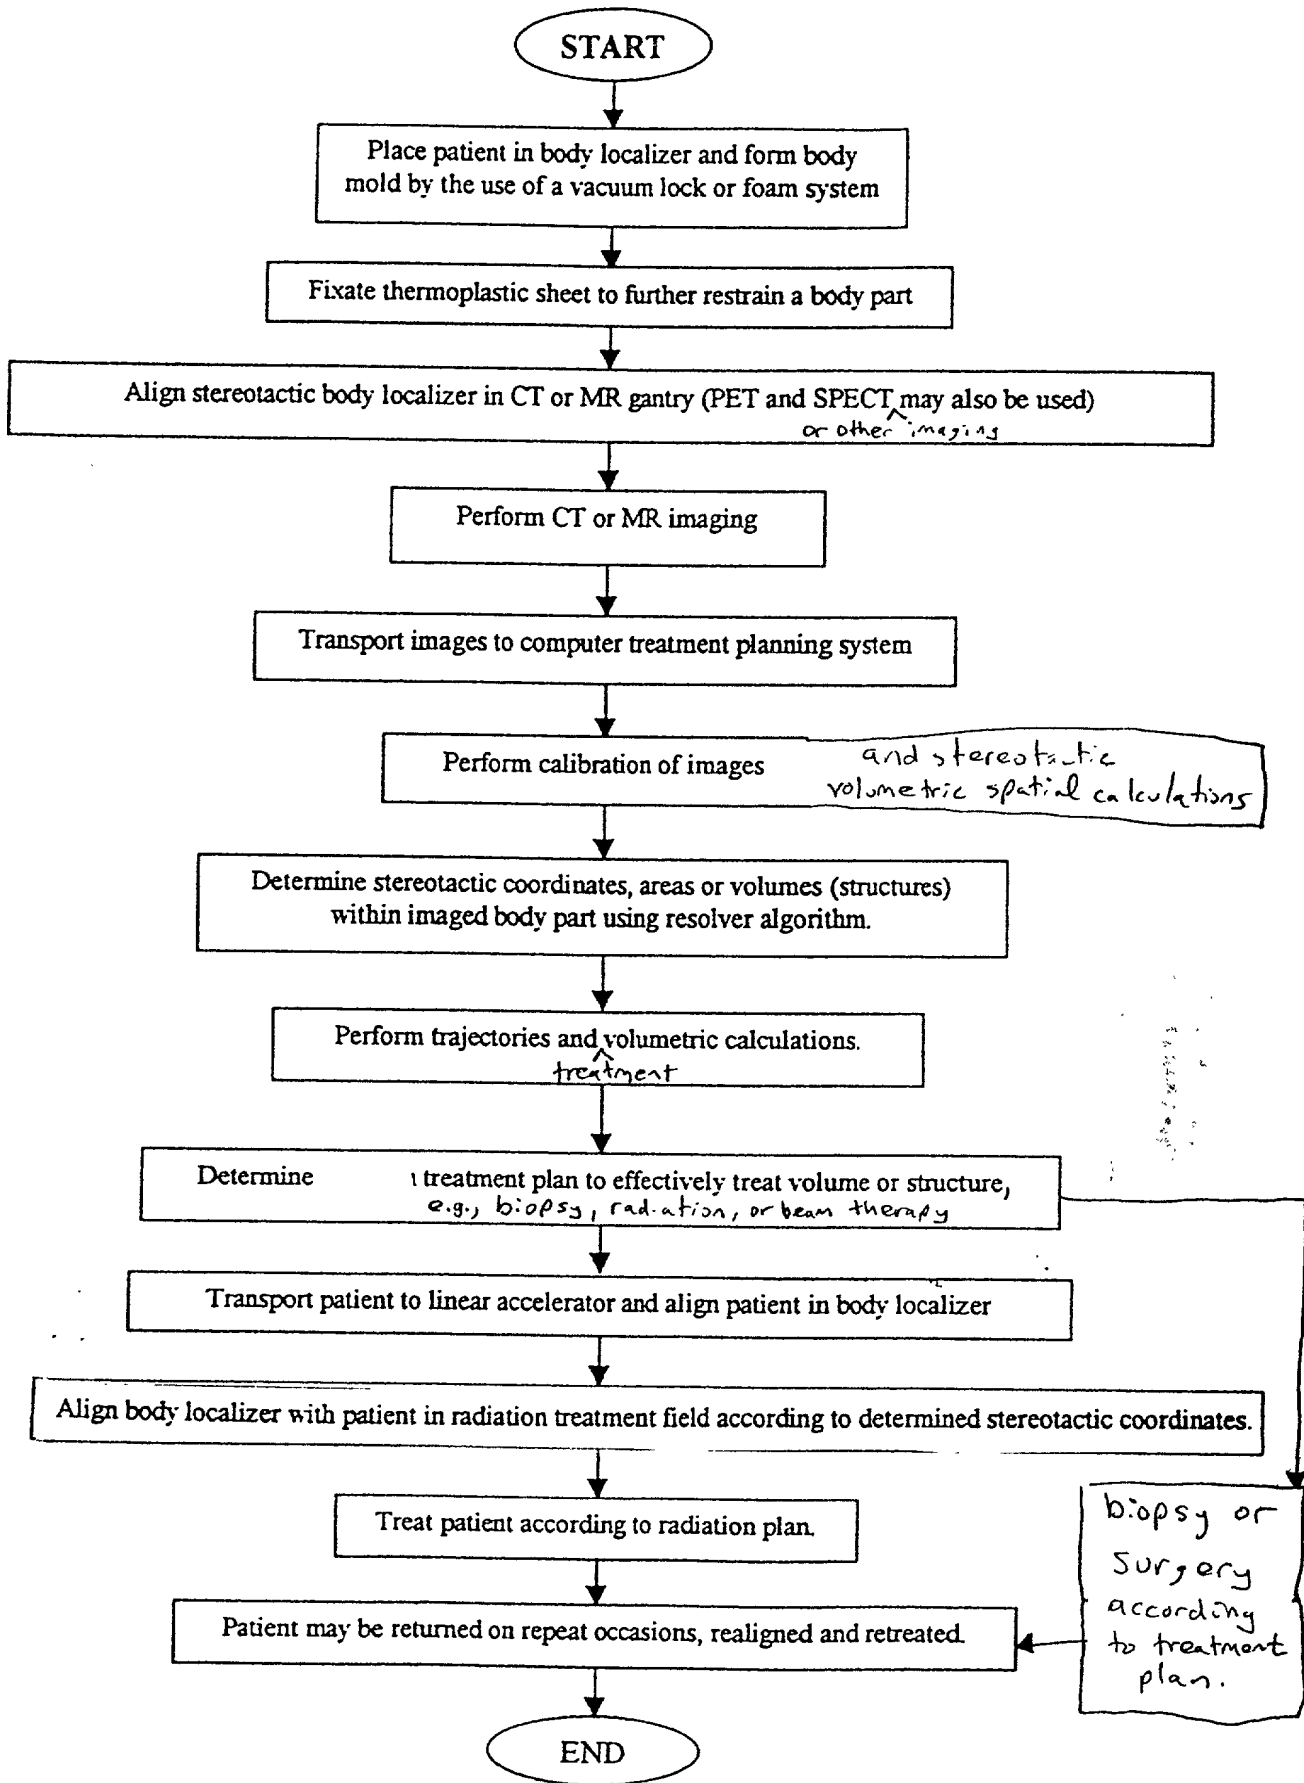 START
Place patient in body localizer and form body
mold by the use of a vacuum lock or foam system
Fixate thermoplastic sheet to further restrain a body part
Align stereotactic body localizer in CT or MR gantry (PET and SPECT may also be used)
or other imaging
Perform CT or MR imaging
Transport images to computer treatment planning system
Perform calibration of images
and stereotactic
volumetric spatial calculations
Determine stereotactic coordinates, areas or volumes (structures)
within imaged body part using resolver algorithm.
Perform trajectories and volumetric calculations.
treatment
Determine treatment plan to effectively treat volume or structure,
e.g., biopsy, radiation, or beam therapy
Transport patient to linear accelerator and align patient in body localizer
Align body localizer with patient in radiation treatment field according to determined stereotactic coordinates.
Treat patient according to radiation plan.
biopsy or
surgery
according
to treatment
plan.
Patient may be returned on repeat occasions, realigned and retreated.
END